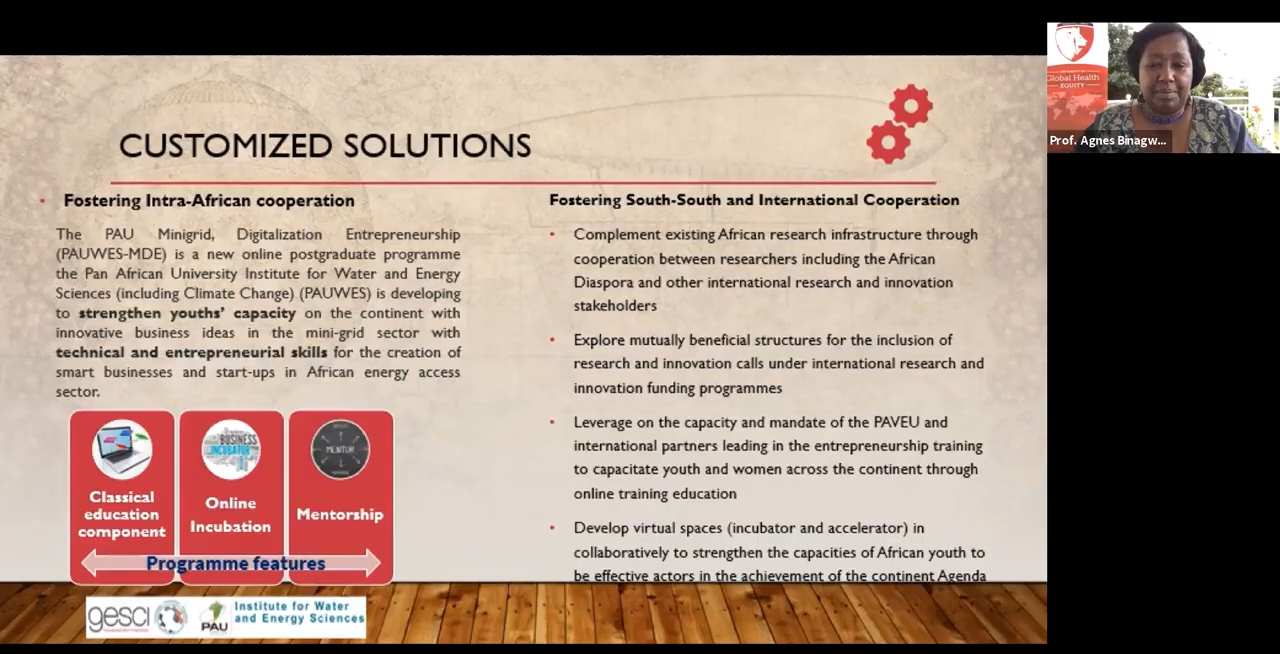 CUSTOMIZED SOLUTIONS
Fostering Intra-African cooperation
The PAU Minigrid, Digitalization Entrepreneurship
(PAUWES-MDE) is a new online postgraduate programme
the Pan African University Institute for Water and Energy
Sciences (including Climate Change) (PAUWES) is developing
to strengthen youths' capacity on the continent with
innovative business ideas in the mini-grid sector with
technical and entrepreneurial skills for the creation of
smart businesses and start-ups in African energy access
sector.
BUSINESS
INCUBATOR
MENTOR
Classical
education
component
Online
Incubation
Mentorship
Programme features
gesci
PAU
Institute for Water
and Energy Sciences
Fostering South-South and International Cooperation
Complement existing African research infrastructure through
cooperation between researchers including the African
Diaspora and other international research and innovation
stakeholders
Explore mutually beneficial structures for the inclusion of
research and innovation calls under international research and
innovation funding programmes
Leverage on the capacity and mandate of the PAVEU and
international partners leading in the entrepreneurship training
to capacitate youth and women across the continent through
online training education
Develop virtual spaces (incubator and accelerator) in
collaboratively to strengthen the capacities of African youth to
be effective actors in the achievement of the continent Agenda
Global Health
EQUITY
Prof. Agnes Binagw...